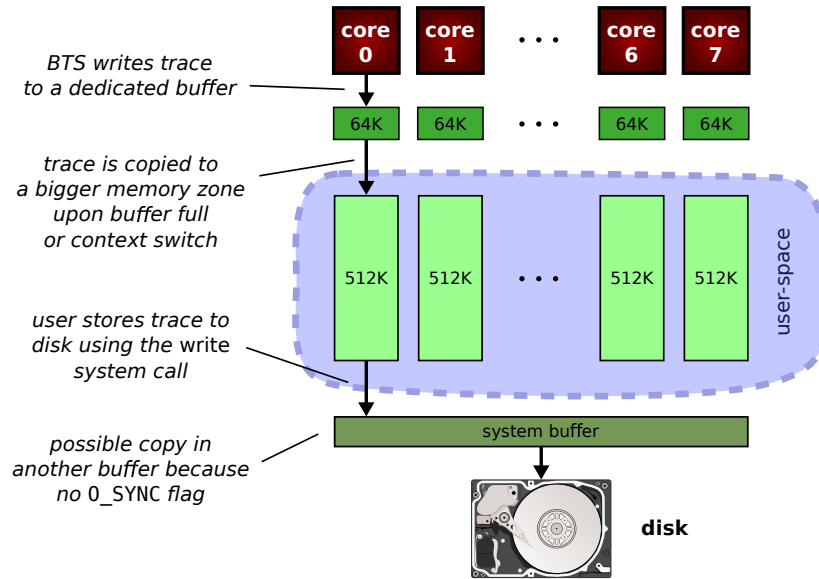 core 0
core 1
core 6
core 7
BTS writes trace
to a dedicated buffer
64K
64K
64K
64K
trace is copied to
a bigger memory zone
upon buffer full
or context switch
512K
512K
512K
512K
user-space
user stores trace to
disk using the write
system call
system buffer
possible copy in
another buffer because
no O_SYNC flag
disk